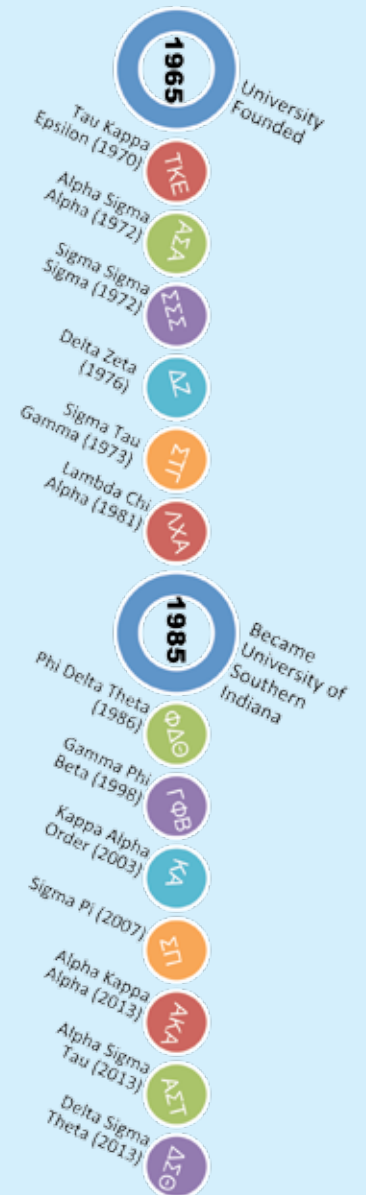 1965
University
Founded
Tau Kappa
Epsilon (1970)
ΤΚΕ
Alpha Sigma
Alpha (1972)
ΑΣΑ
Sigma Sigma
Sigma (1972)
ΣΣΣ
Delta Zeta
(1976)
ΔΖ
Sigma Tau
Gamma (1973)
ΣΤΓ
Lambda Chi
Alpha (1981)
ΛΧΑ
1985
Became
University of
Southern
Indiana
Phi Delta Theta
(1986)
ΦΔΘ
Gamma Phi
Beta (1998)
ΓΦΒ
Kappa Alpha
Order (2003)
ΚΑ
Sigma Pi (2007)
ΣΠ
Alpha Kappa
Alpha (2013)
ΑΚΑ
Alpha Sigma
Tau (2013)
ΑΣΤ
Delta Sigma
Theta (2013)
ΔΣΘ